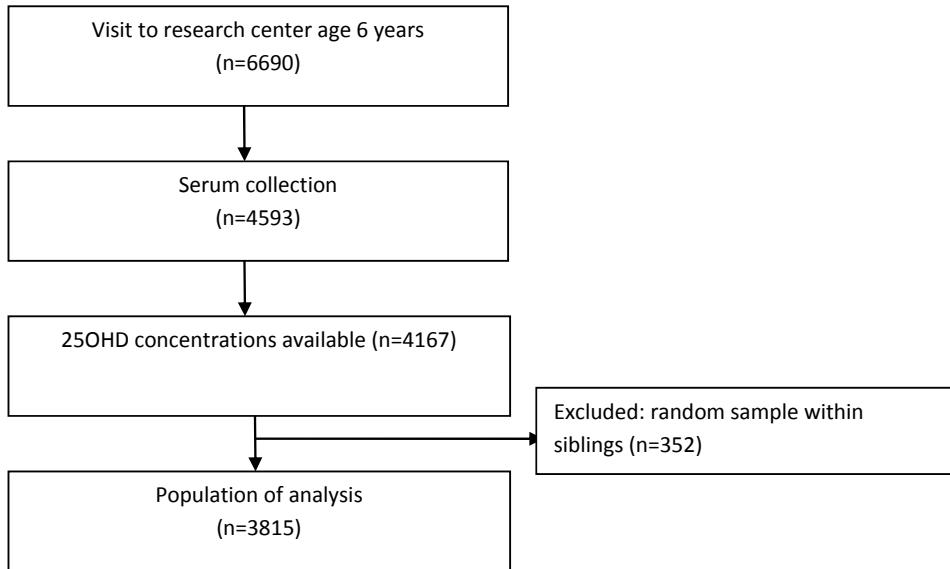 Visit to research center age 6 years
(n=6690)
Serum collection
(n=4593)
25OHD concentrations available (n=4167)
Excluded: random sample within
siblings (n=352)
Population of analysis
(n=3815)